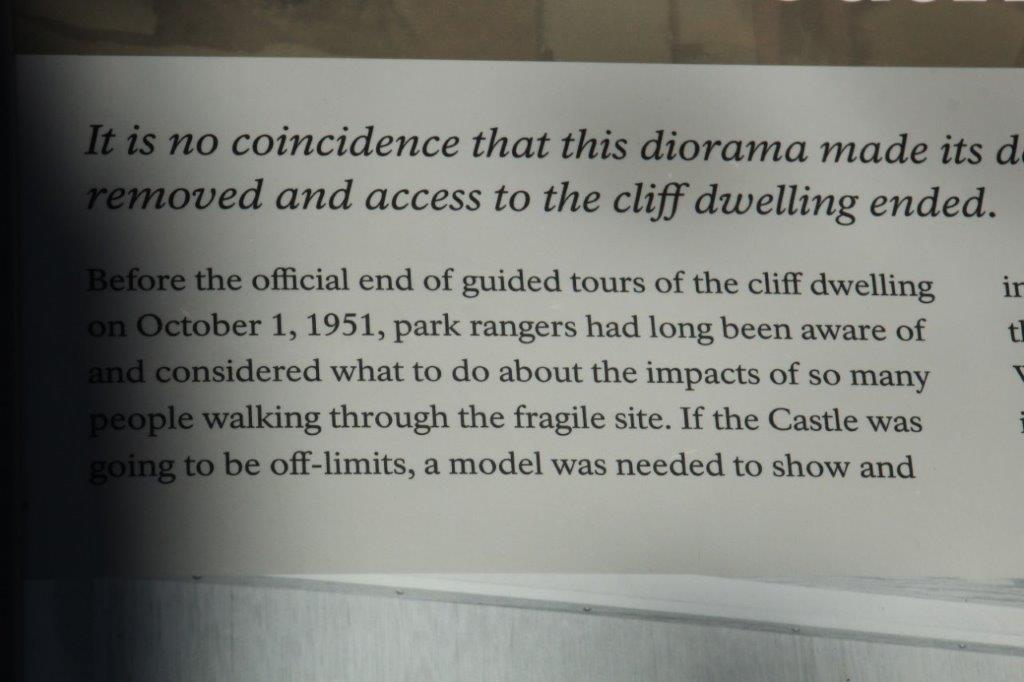 It is no coincidence that this diorama made its
removed and access to the cliff dwelling ended.
Before the official end of guided tours of the cliff dwelling
on October 1, 1951, park rangers had long been aware of
and considered what to do about the impacts of so many
people walking through the fragile site. If the Castle was
going to be off-limits, a model was needed to show and